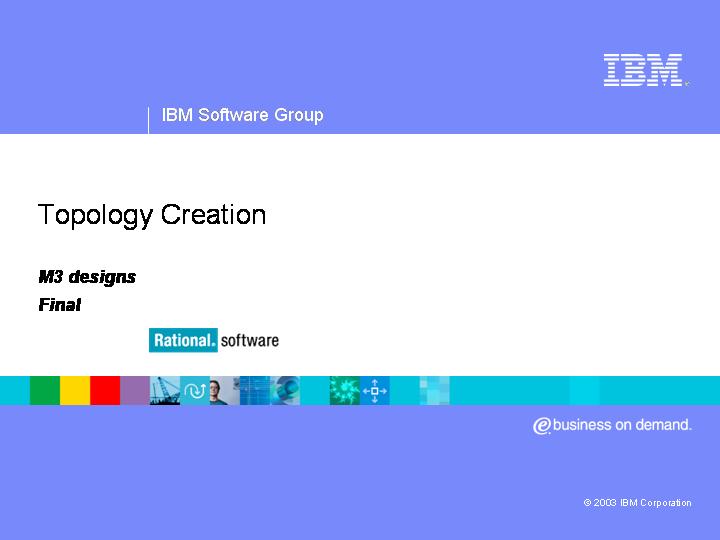 IBM
IBM Software Group
Topology Creation
M3 designs
Final
Rational. software
e business on demand.
© 2003 IBM Corporation